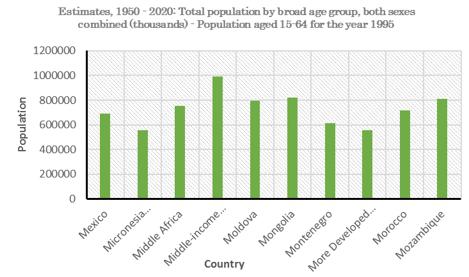 Estimates, 1950 - 2020: Total population by broad age group, both sexes
combined (thousands) - Population aged 15-64 for the year 1995
Population
1200000
1000000
800000
600000
400000
200000
0
Mexico
Micronesia...
Middle Africa
Middle-income...
Moldova
Mongolia
Montenegro
More Developed...
Morocco
Mozambique
Country